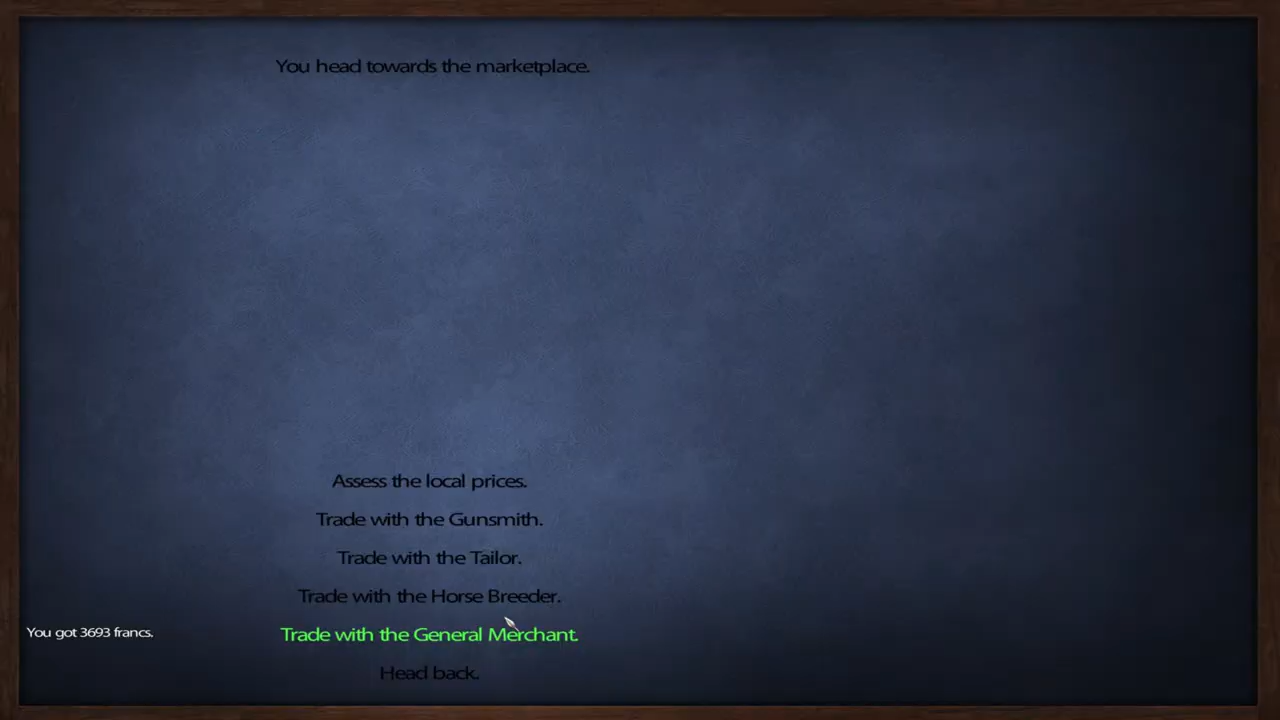 You head towards the marketplace.
Assess the local prices.
Trade with the Gunsmith.
Trade with the Tailor.
Trade with the Horse Breeder.
You got 3693 francs.
Trade with the General Merchant.
Head back.